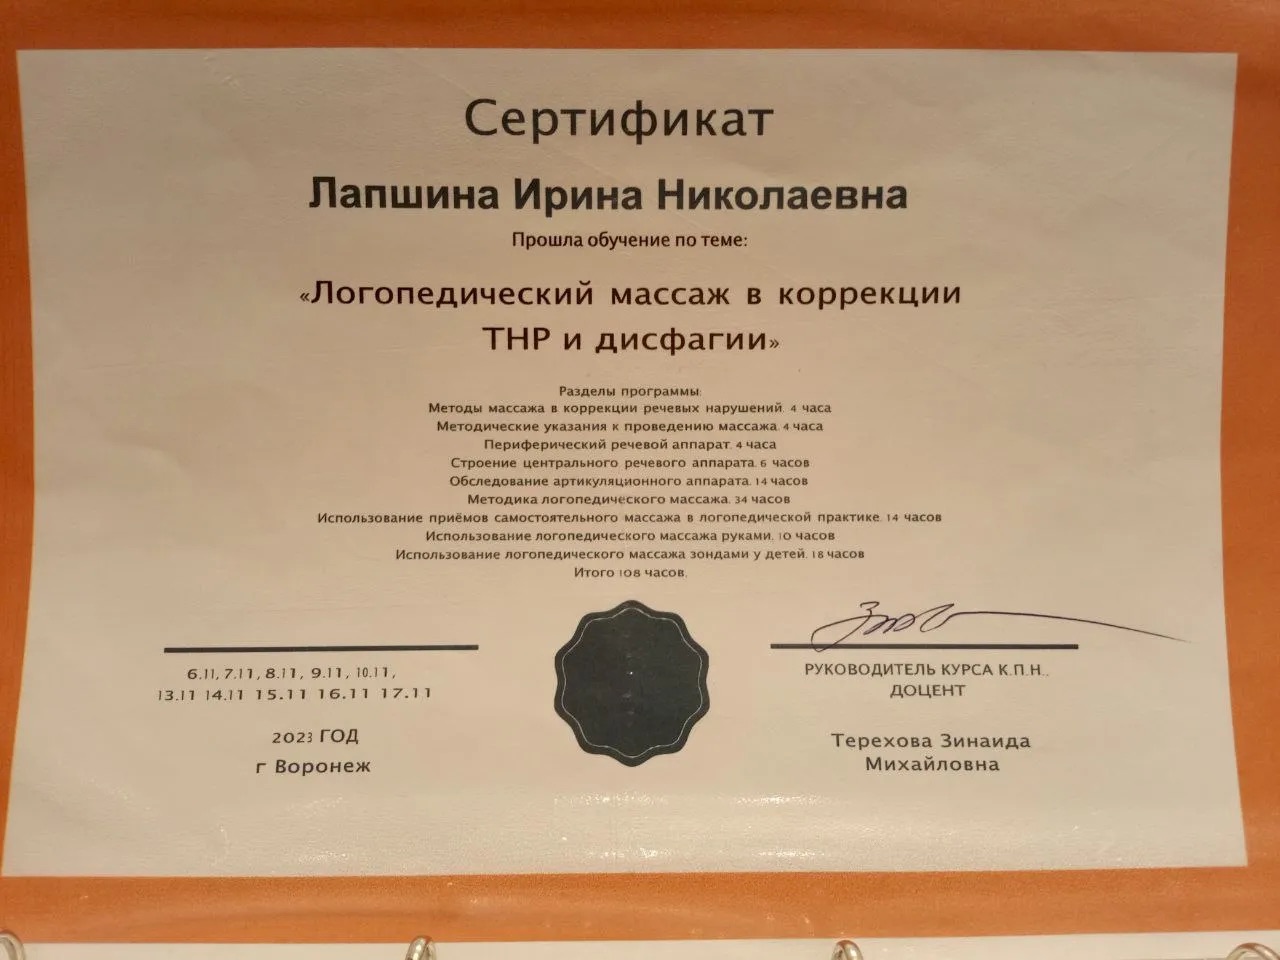 Сертификат
Лапшина Ирина Николаевна
Прошла обучение по теме:
«Логопедический массаж в коррекции
ТНР и дисфагии»
Разделы программы:
Методы массажа в коррекции речевых нарушений. 4 часа
Методические указания к проведению массажа. 4 часа
Периферический речевой аппарат. 4 часа
Строение центрального речевого аппарата. 6 часов
Обследование артикуляционного аппарата. 14 часов
Методика логопедического массажа. 34 часов
Использование приёмов самостоятельного массажа в логопедической практике. 14 часов
Использование логопедического массажа руками. 10 часов
Использование логопедического массажа зондами у детей. 18 часов
Итого 108 часов.
6.11, 7.11, 8.11, 9.11, 10.11,
13.11 14.11 15.11 16.11 17.11
2023 ГОД
г Воронеж
РУКОВОДИТЕЛЬ КУРСА К.П.Н.,
ДОЦЕНТ
Терехова Зинаида
Михайловна